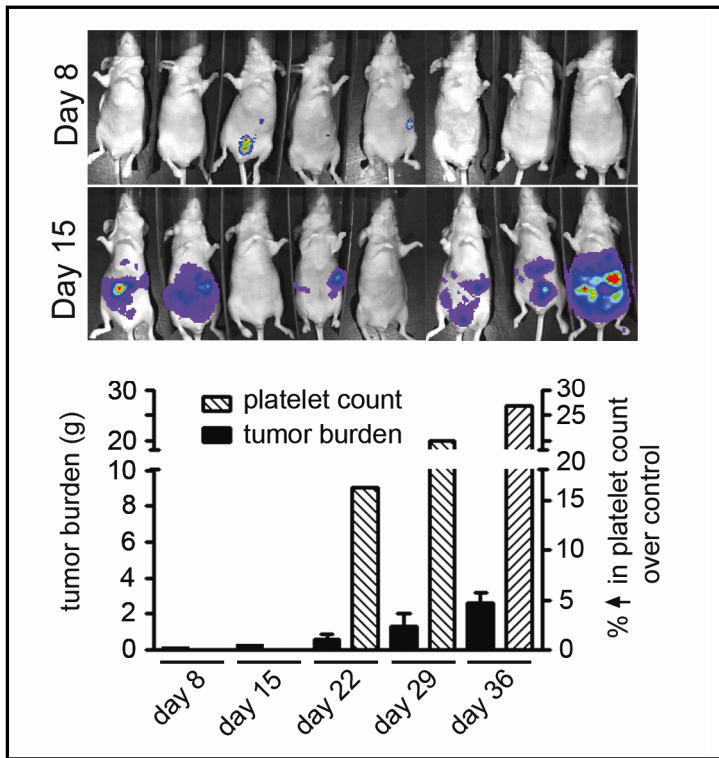 Day 8
Day 15
platelet count
tumor burden
tumor burden (g)
30
20
10
8
6
4
2
0
30
25
20
15
10
5
0
% ↑ in platelet count
over control
day 8
day 15
day 22
day 29
day 36